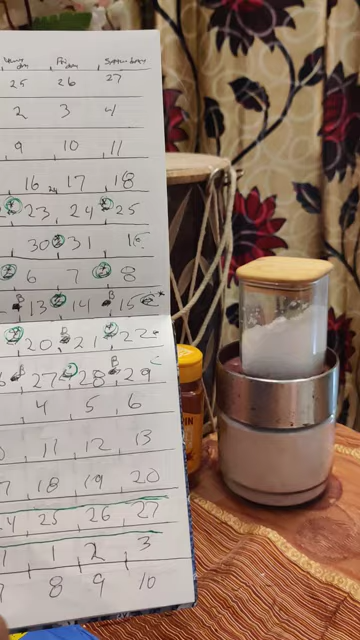 25 26 27
2 3 4
9 10 11
16 17 18
23 24 25
30 31 1
6 7 8
13 B 14 B 15
20 B 21 22
B 27 28 B 29
4 5 6
11 12 13
18 19 20
25 26 27
1 1 2 3
8 9 10